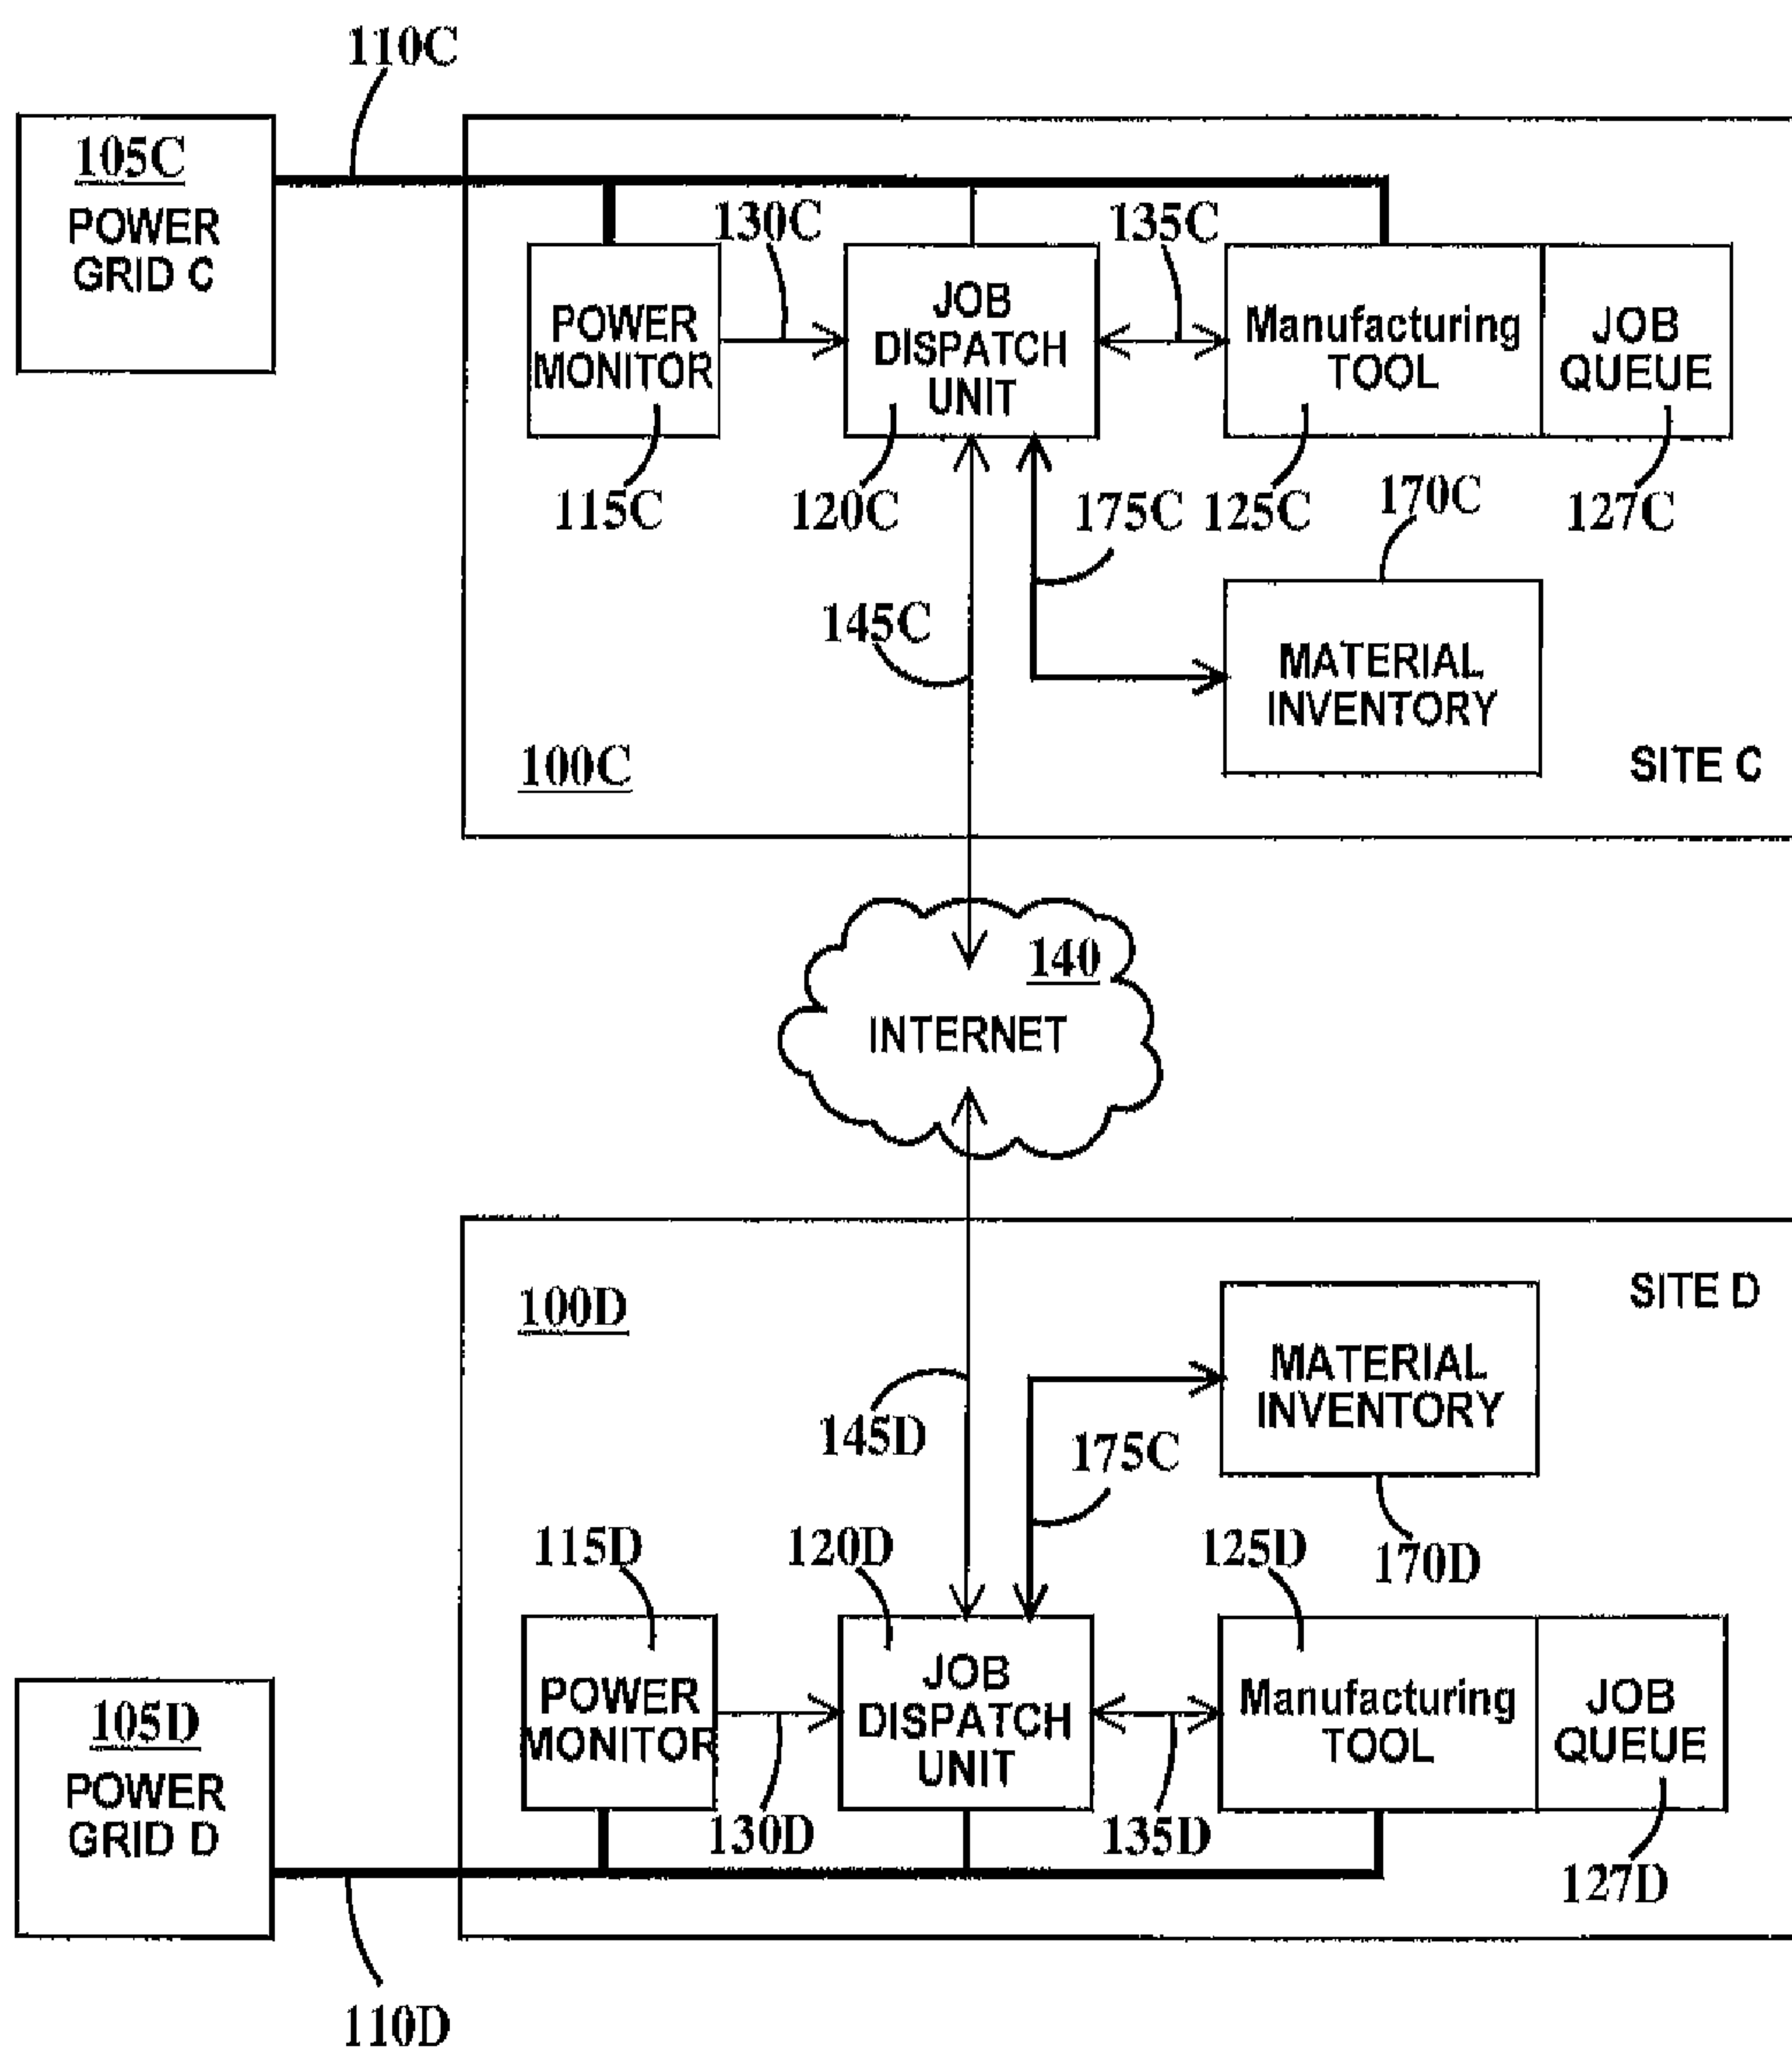 110C
105C
POWER
GRID C
130C
135C
POWER
MONITOR
JOB
DISPATCH
UNIT
Manufacturing
TOOL
JOB
QUEUE
115C
120C
175C
125C
170C
127C
145C
MATERIAL
INVENTORY
100C
SITE C
140
INTERNET
100D
SITE D
MATERIAL
INVENTORY
145D
175C
115D
120D
125D
170D
105D
POWER
GRID D
POWER
MONITOR
JOB
DISPATCH
UNIT
Manufacturing
TOOL
JOB
QUEUE
130D
135D
127D
110D